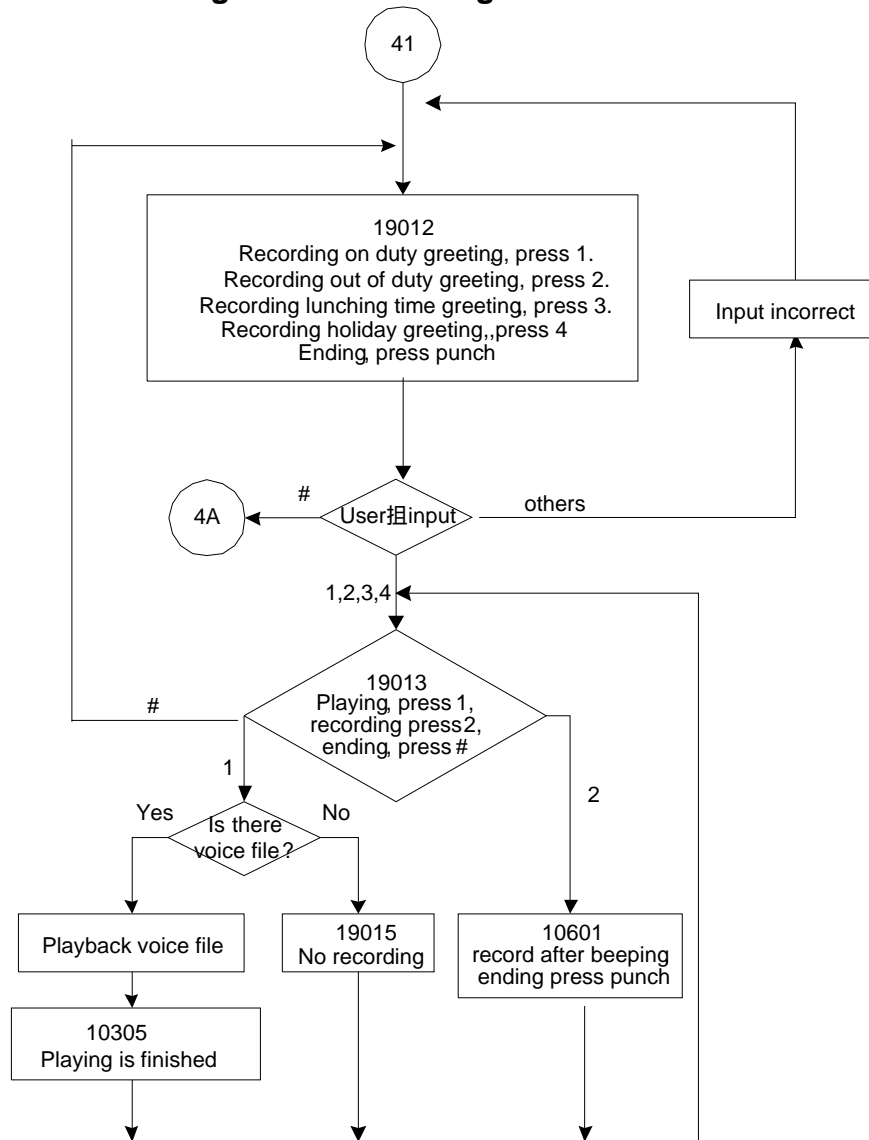 41
19012
Recording on duty greeting, press 1.
Recording out of duty greeting, press 2.
Recording lunching time greeting, press 3.
Recording holiday greeting,,press 4
Ending, press punch
Input incorrect
#
4A
User担input
others
1,2,3,4
19013
Playing, press 1,
recording press 2,
ending, press #
#
1
2
Yes
Is there
voice file?
No
Playback voice file
19015
No recording
10601
record after beeping
ending press punch
10305
Playing is finished